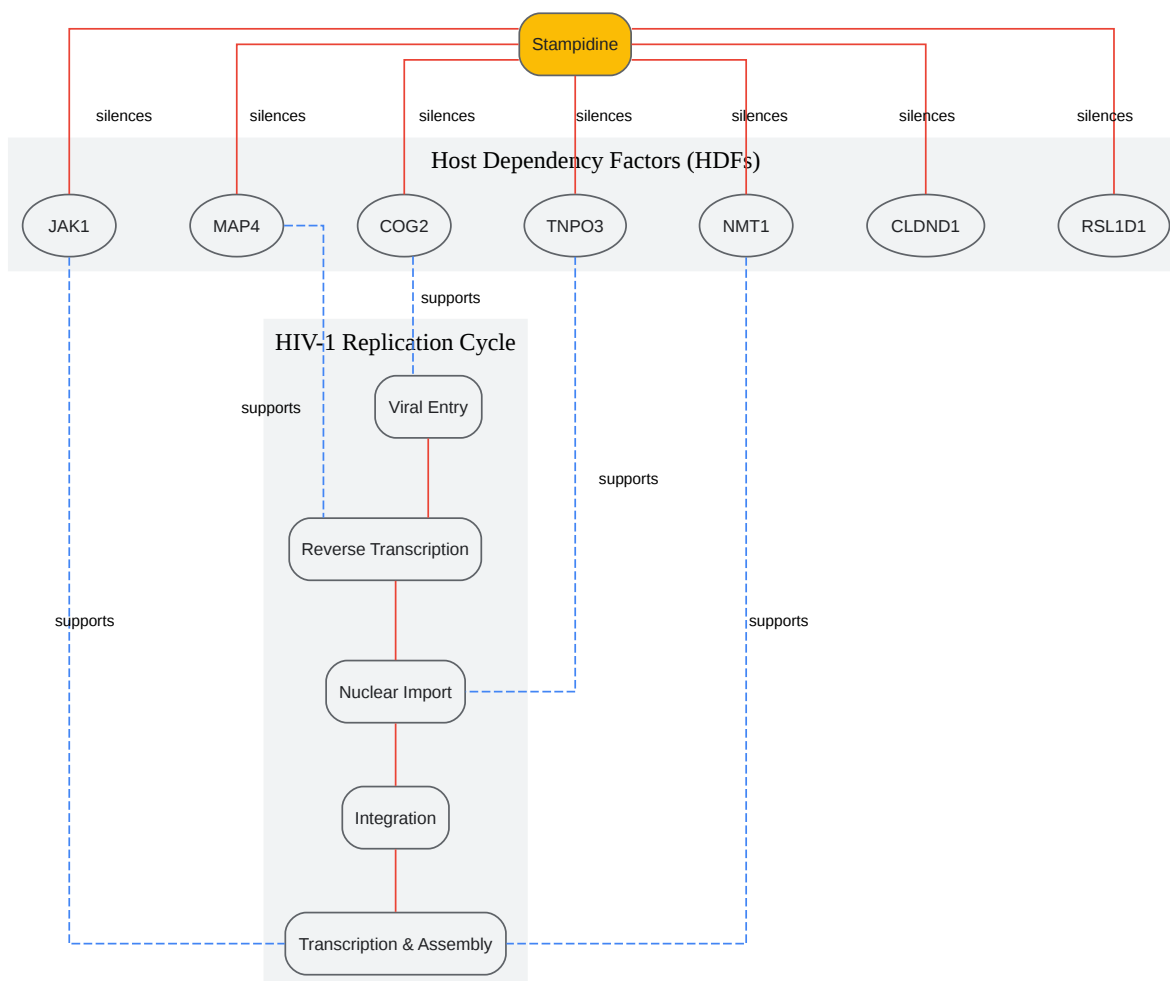 Stampidine
silences silences silences silences silences silences silences
Host Dependency Factors (HDFs)
JAK1 MAP4 COG2 TNPO3 NMT1 CLDND1 RSL1D1
supports
HIV-1 Replication Cycle
supports Viral Entry
supports
Reverse Transcription
supports supports
Nuclear Import
Integration
Transcription & Assembly